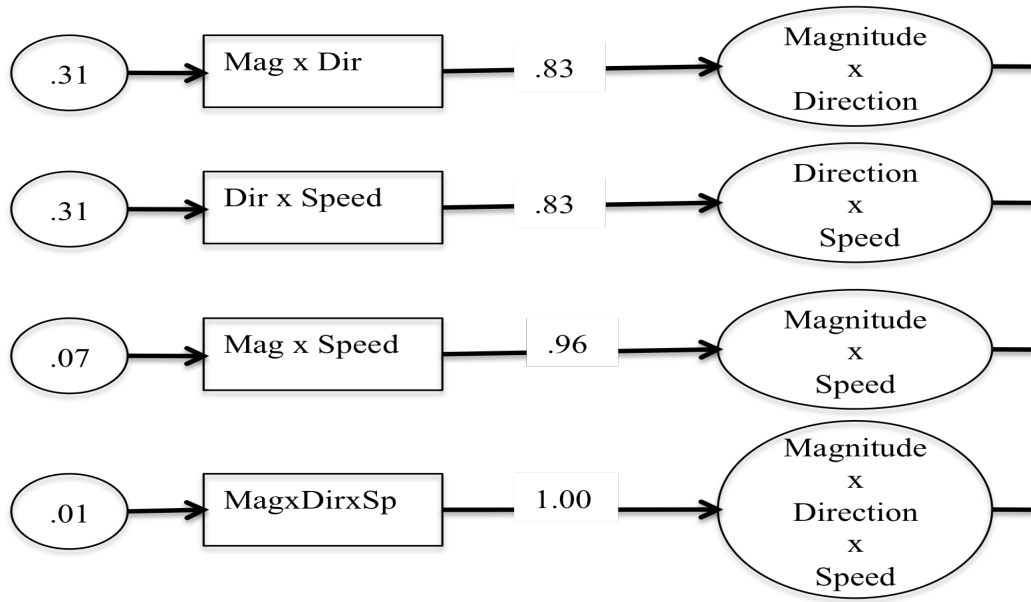 .31
Mag x Dir
.83
Magnitude
x
Direction
.31
Dir x Speed
.83
Direction
x
Speed
.07
Mag x Speed
.96
Magnitude
x
Speed
.01
MagxDirxSp
1.00
Magnitude
x
Direction
x
Speed